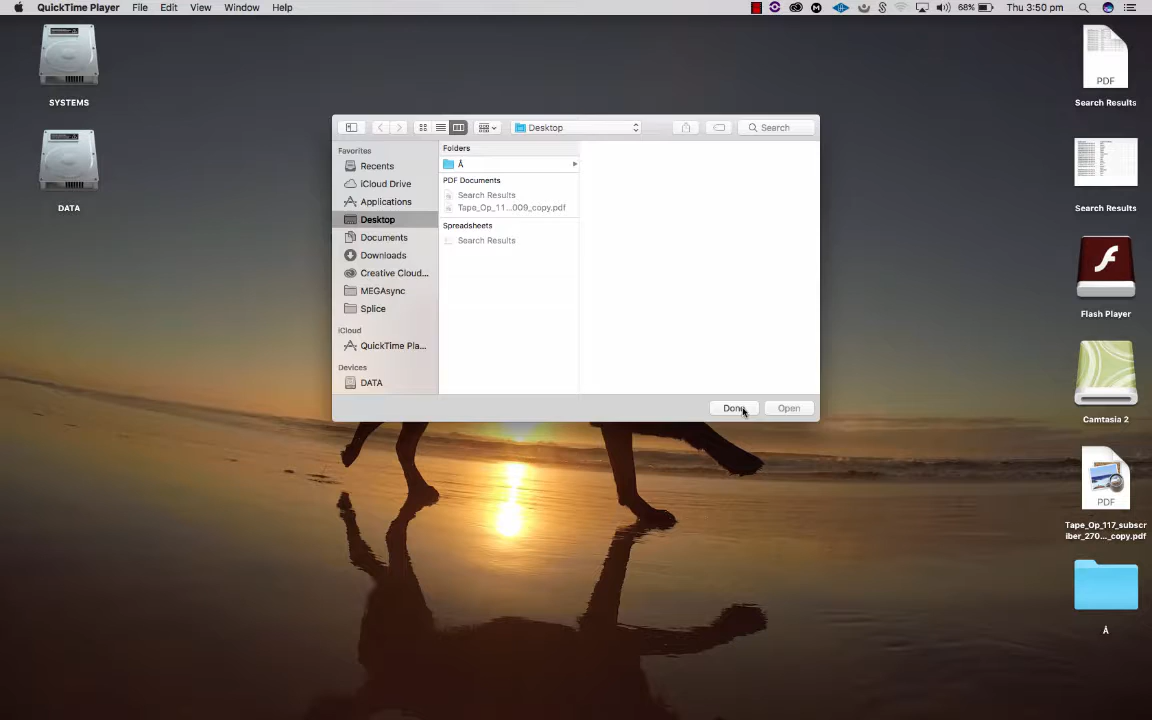 QuickTime Player File Edit View Window Help
68% Thu 3:50 pm
SYSTEMS
DATA
Desktop
Search
Favorites
Recents
iCloud Drive
Applications
Desktop
Documents
Downloads
Creative Cloud...
MEGAsync
Splice
iCloud
QuickTime Pla...
Devices
DATA
Folders
Å
PDF Documents
Search Results
Tape_Op_11...009_copy.pdf
Spreadsheets
Search Results
Done Open
PDF
Search Results
Search Results
Flash Player
Camtasia 2
PDF
Tape_Op_117_subscr
iber_270..._copy.pdf
Å